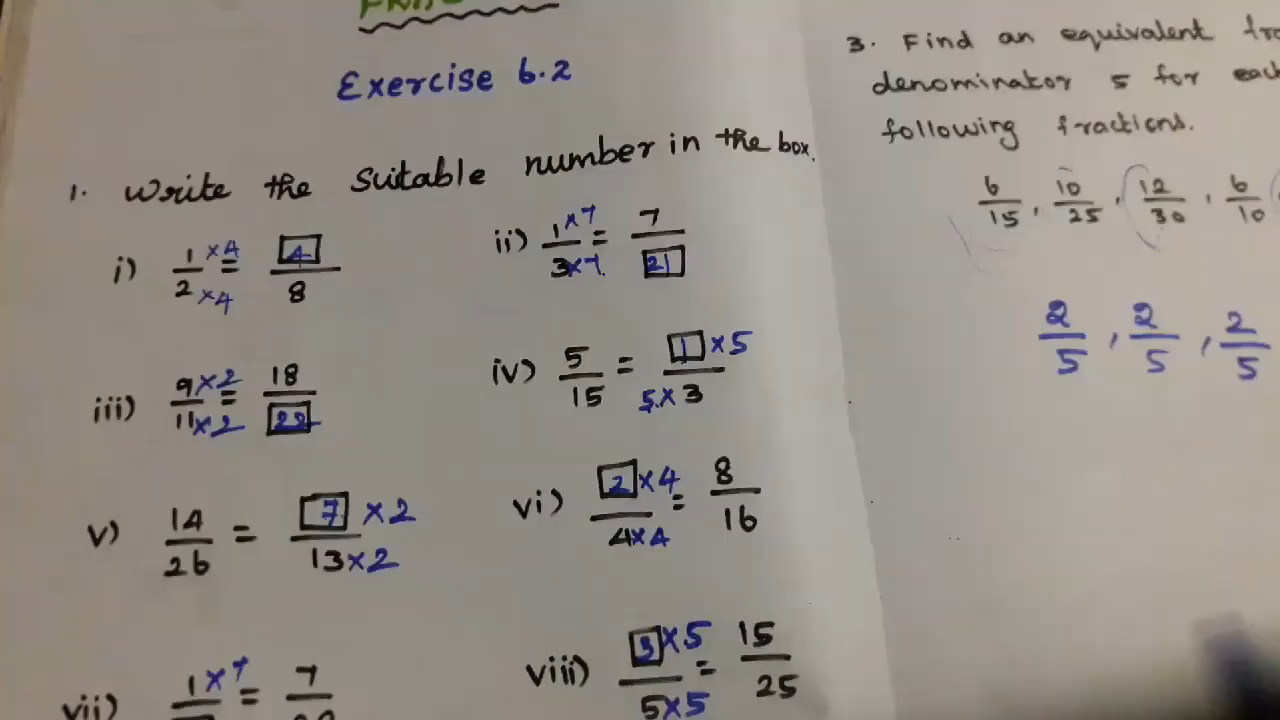 Exercise 6.2
1. Write the Suitable number in the box.
i) 1/2 ×4/×4 = 4/8
ii) 1/3 ×7/×7 = 7/21
iii) 9/11 ×2/×2 = 18/22
iv) 5/15 = 1/3 ×5/5×
v) 14/26 = 7×2/13×2
vi) 2×4/4×4 = 8/16
vii) 1×7 = 7
viii) 3×5/5×5 = 15/25
3. Find an equivalent
denominator 5 for each
following fractions.
6/15, 10/25, 12/30, 6/10
2/5, 2/5, 2/5